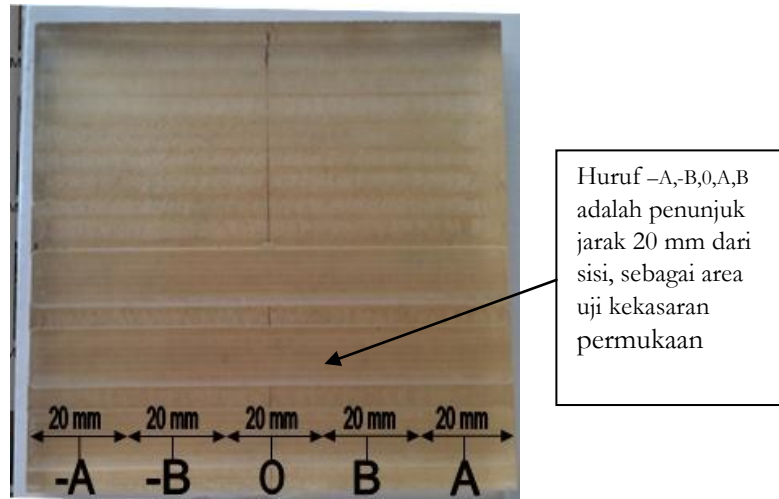 Huruf –A,-B,0,A,B
adalah penunjuk
jarak 20 mm dari
sisi, sebagai area
uji kekasaran
permukaan
20 mm 20 mm 20 mm 20 mm 20 mm
-A -B 0 B A